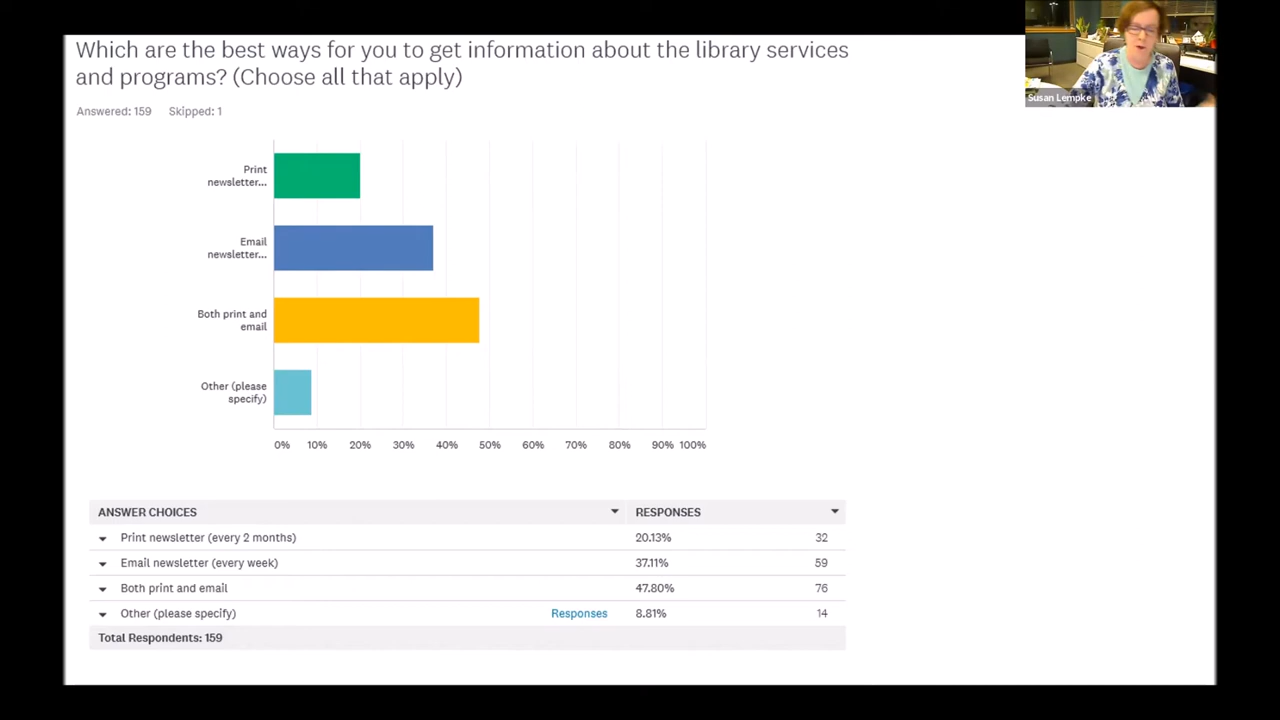 Which are the best ways for you to get information about the library services
and programs? (Choose all that apply)
Susan Lempke
Answered: 159 Skipped: 1
Print
newsletter...
Email
newsletter...
Both print and
email
Other (please
specify)
0% 10% 20% 30% 40% 50% 60% 70% 80% 90% 100%
ANSWER CHOICES RESPONSES
Print newsletter (every 2 months) 20.13% 32
Email newsletter (every week) 37.11% 59
Both print and email 47.80% 76
Other (please specify) Responses 8.81% 14
Total Respondents: 159